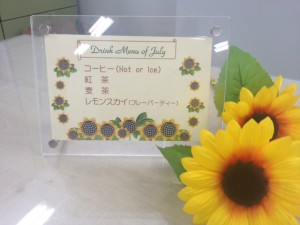 Drink Menu of July
コーヒー(Hot or Ice)
紅　茶
麦　茶
レモンスカイ(フレーバーティー)